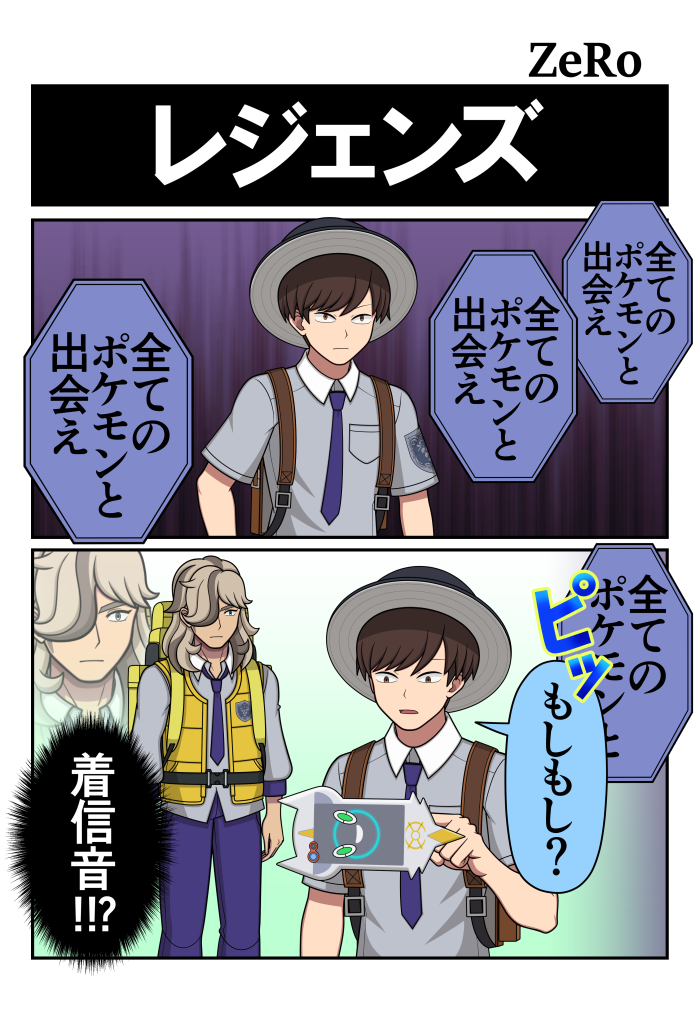 ZeRo
レジェンズ
全ての
ポケモンと
出会え
全ての
ポケモンと
出会え
全ての
ポケモンと
出会え
全ての
ポケモンと
ピッ
もしもし?
着信音!!?